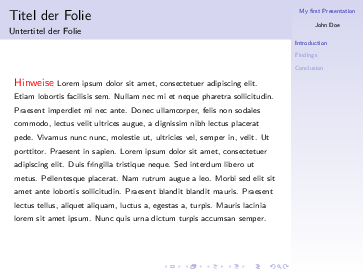 Titel der Folie
Untertitel der Folie
My first Presentation
John Doe
Introduction
Findings
Conclusion
Hinweise Lorem ipsum dolor sit amet, consectetuer adipiscing elit.
Etiam lobortis facilisis sem. Nullam nec mi et neque pharetra sollicitudin.
Praesent imperdiet mi nec ante. Donec ullamcorper, felis non sodales
commodo, lectus velit ultrices augue, a dignissim nibh lectus placerat
pede. Vivamus nunc nunc, molestie ut, ultricies vel, semper in, velit. Ut
porttitor. Praesent in sapien. Lorem ipsum dolor sit amet, consectetuer
adipiscing elit. Duis fringilla tristique neque. Sed interdum libero ut
metus. Pellentesque placerat. Nam rutrum augue a leo. Morbi sed elit sit
amet ante lobortis sollicitudin. Praesent blandit blandit mauris. Praesent
lectus tellus, aliquet aliquam, luctus a, egestas a, turpis. Mauris lacinia
lorem sit amet ipsum. Nunc quis urna dictum turpis accumsan semper.